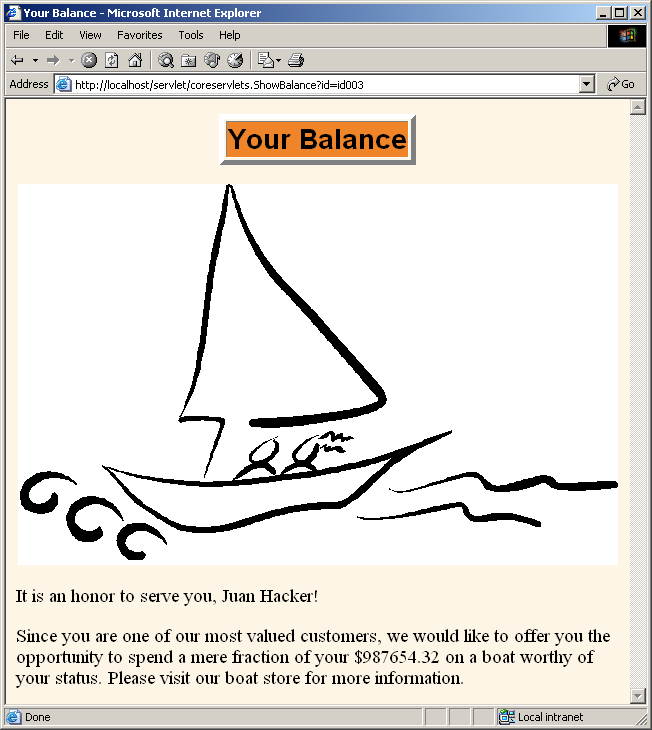 Your Balance - Microsoft Internet Explorer
File Edit View Favorites Tools Help
Address http://localhost/servlet/coreservlets.ShowBalance?id=id003 Go
Your Balance
It is an honor to serve you, Juan Hacker!
Since you are one of our most valued customers, we would like to offer you the
opportunity to spend a mere fraction of your $987654.32 on a boat worthy of
your status. Please visit our boat store for more information.
Done Local intranet